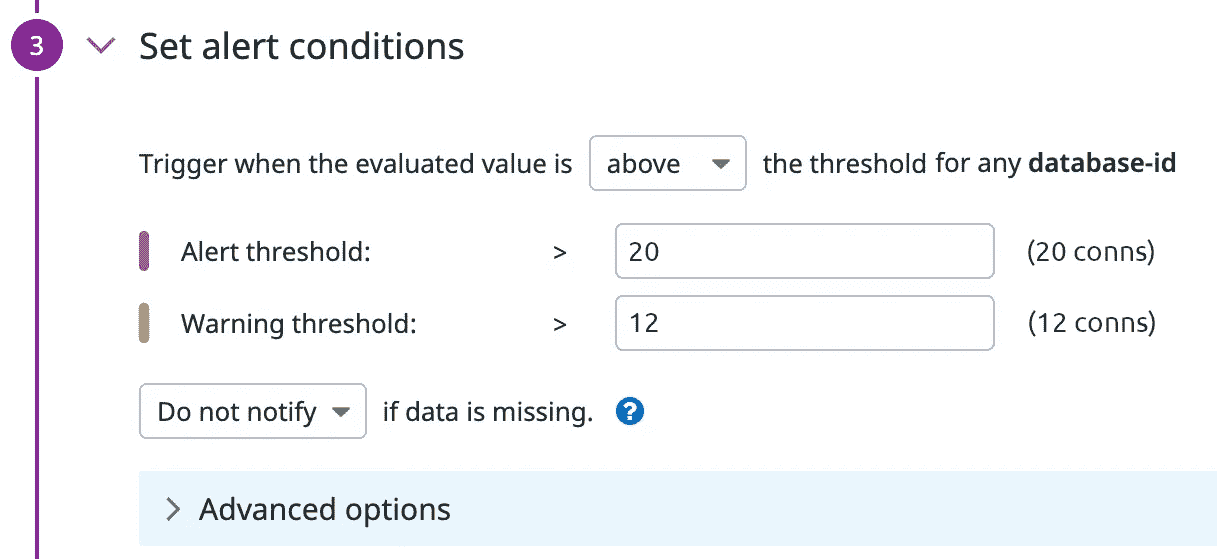 3 Set alert conditions
Trigger when the evaluated value is above the threshold for any database-id
Alert threshold: > 20 (20 conns)
Warning threshold: > 12 (12 conns)
Do not notify if data is missing. ?
Advanced options